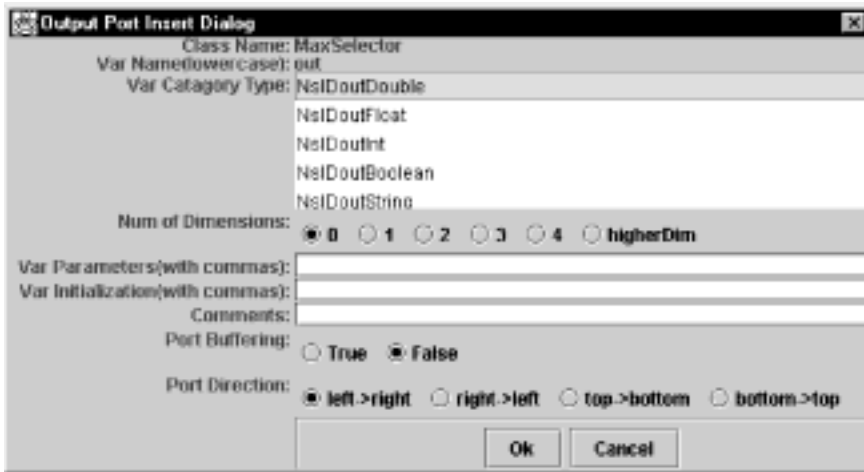 Output Port Insert Dialog
Class Name: MaxSelector
Var Name(lowercase): out
Var Catagory Type: NslDoutDouble
NslDoutFloat
NslDoutInt
NslDoutBoolean
NslDoutString
Num of Dimensions: 0 1 2 3 4 higherDim
Var Parameters(with commas):
Var Initialization(with commas):
Comments:
Port Buffering: True False
Port Direction: left->right right->left top->bottom bottom->top
Ok Cancel